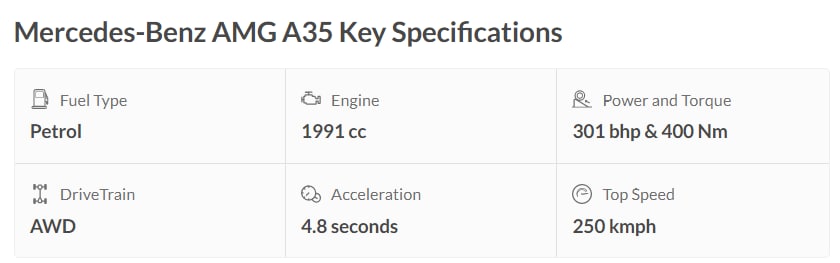 Mercedes-Benz AMG A35 Key Specifications
Fuel Type
Petrol
Engine
1991 cc
Power and Torque
301 bhp & 400 Nm
DriveTrain
AWD
Acceleration
4.8 seconds
Top Speed
250 kmph